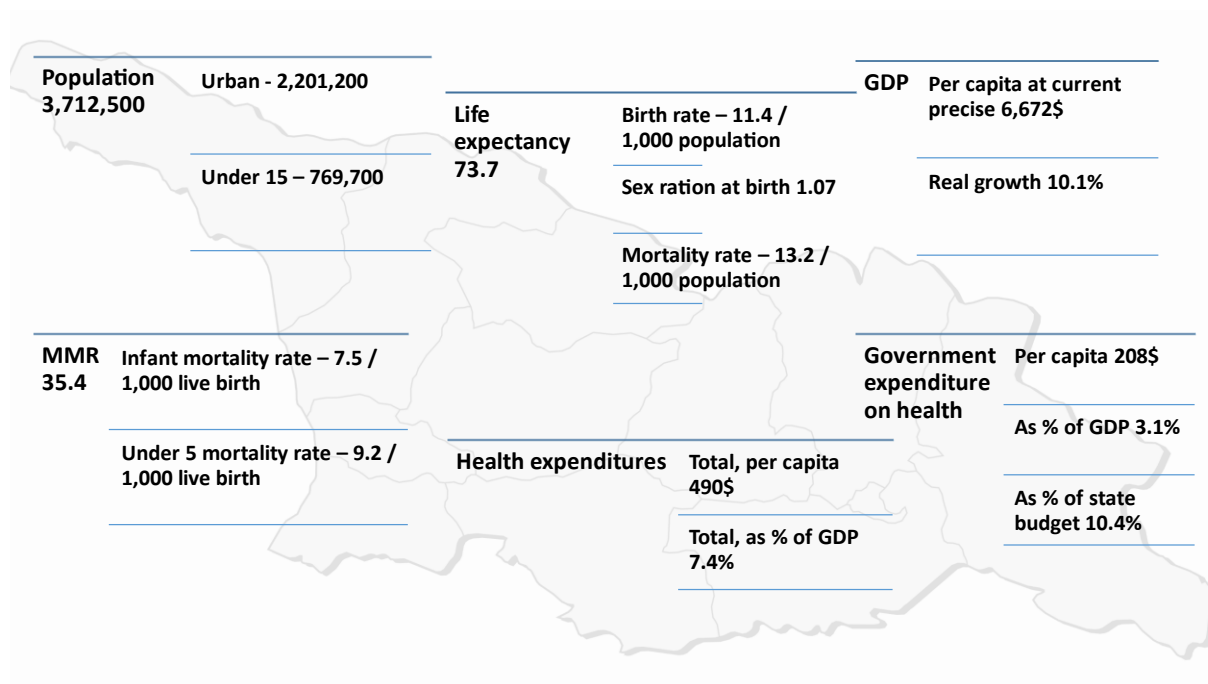 Population
3,712,500
Urban - 2,201,200
Under 15 – 769,700
Life
expectancy
73.7
Birth rate – 11.4 /
1,000 population
Sex ration at birth 1.07
Mortality rate – 13.2 /
1,000 population
GDP
Per capita at current
precise 6,672$
Real growth 10.1%
MMR
35.4
Infant mortality rate – 7.5 /
1,000 live birth
Under 5 mortality rate – 9.2 /
1,000 live birth
Health expenditures
Total, per capita
490$
Total, as % of GDP
7.4%
Government
expenditure
on health
Per capita 208$
As % of GDP 3.1%
As % of state
budget 10.4%